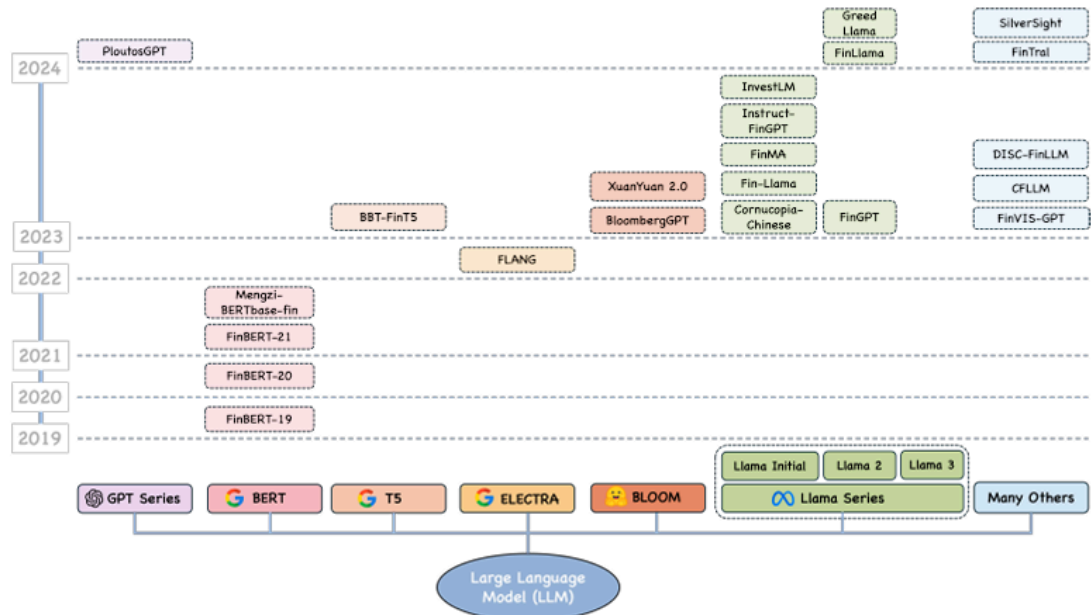 Greed
Llama
SilverSight
PloutosGPT
FinLlama
FinTral
2024
InvestLM
Instruct-
FinGPT
FinMA
DISC-FinLLM
XuanYuan 2.0
Fin-Llama
CFLLM
BBT-FinT5
BloombergGPT
Cornucopia-
Chinese
FinGPT
FinVIS-GPT
2023
FLANG
2022
Mengzi-
BERTbase-fin
FinBERT-21
2021
FinBERT-20
2020
FinBERT-19
2019
Llama Initial
Llama 2
Llama 3
GPT Series
BERT
T5
ELECTRA
BLOOM
Llama Series
Many Others
Large Language
Model (LLM)